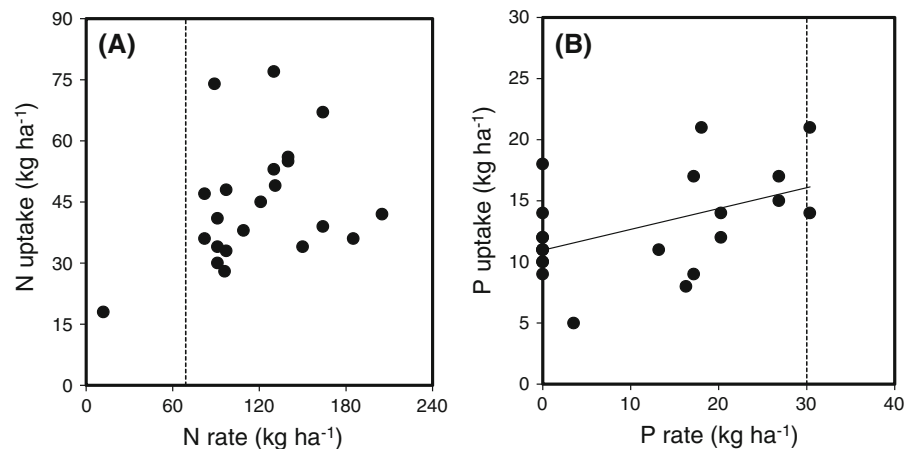 (A)
N uptake (kg ha⁻¹)
90
75
60
45
30
15
0
0 60 120 180 240
N rate (kg ha⁻¹)
(B)
P uptake (kg ha⁻¹)
30
25
20
15
10
5
0
0 10 20 30 40
P rate (kg ha⁻¹)